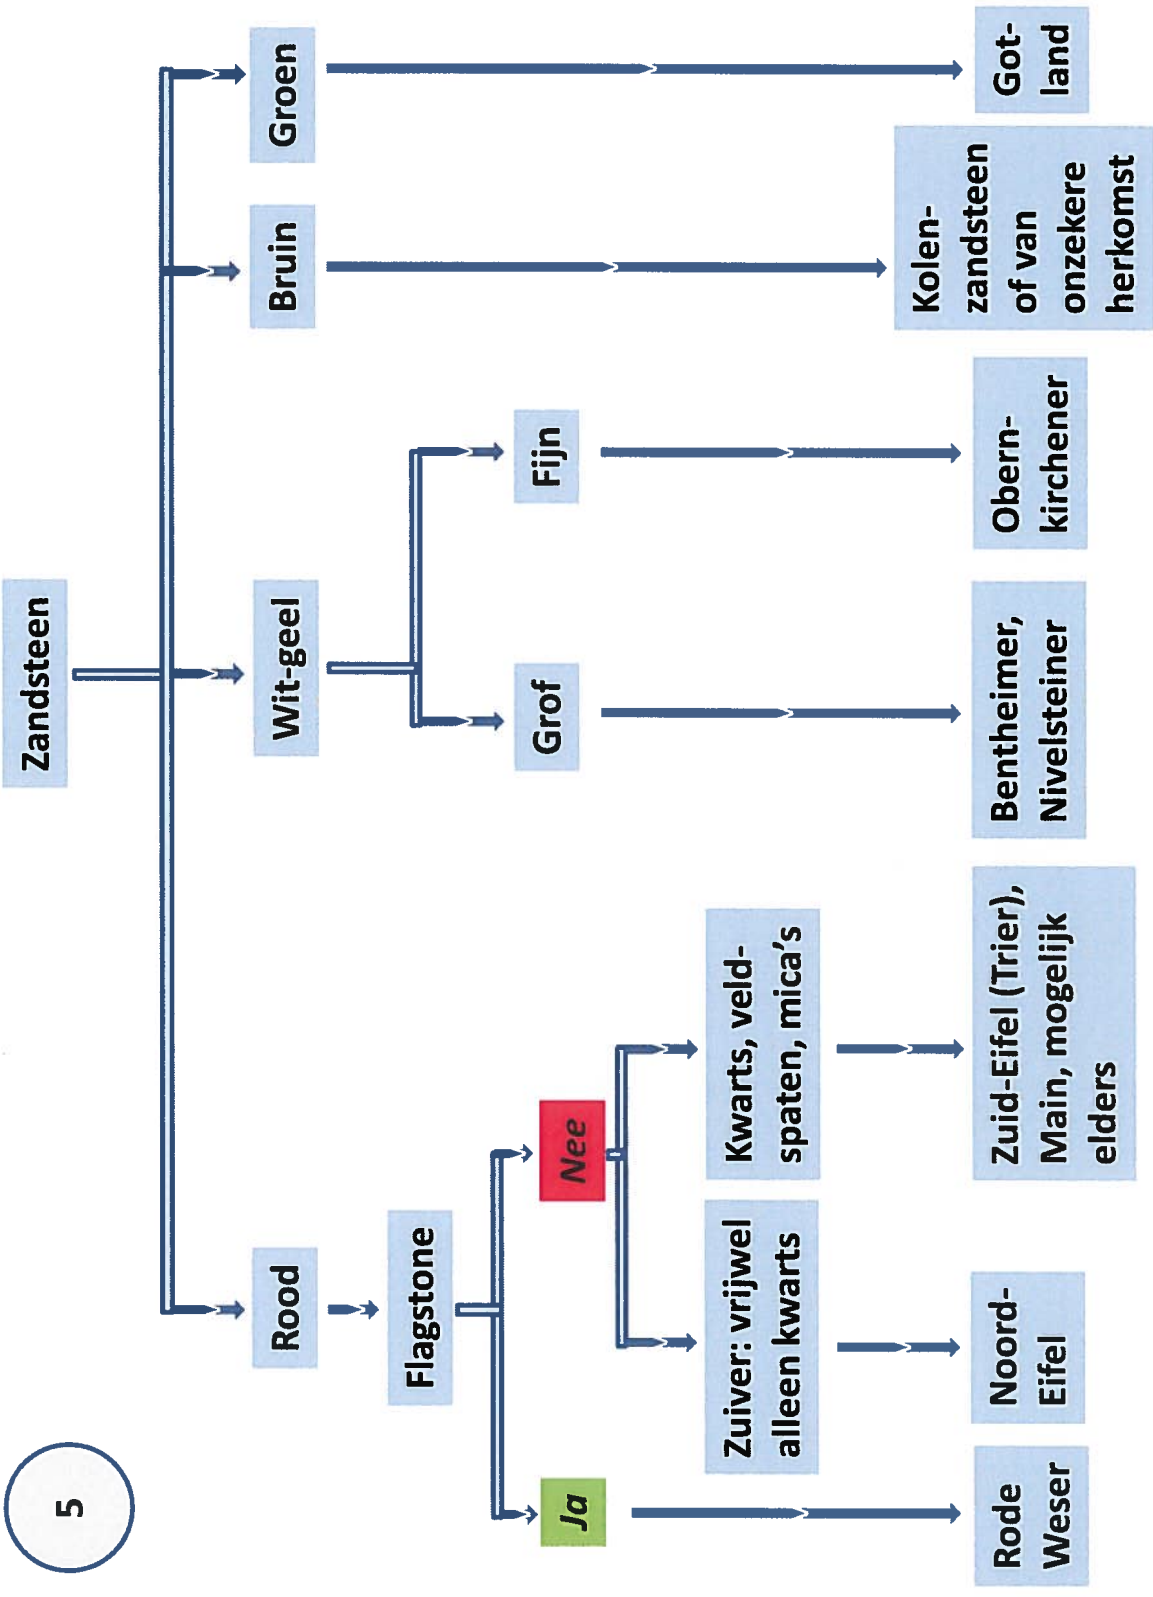 5
Zandsteen
Rood
Wit-geel
Bruin
Groen
Flagstone
Ja
Nee
Grof
Fijn
Zuiver: vrijwel
alleen kwarts
Kwarts, veld-
spaten, mica's
Rode
Weser
Noord-
Eifel
Zuid-Eifel (Trier),
Main, mogelijk
elders
Bentheimer,
Nivelsteiner
Obern-
kirchener
Kolen-
zandsteen
of van
onzekere
herkomst
Got-
land